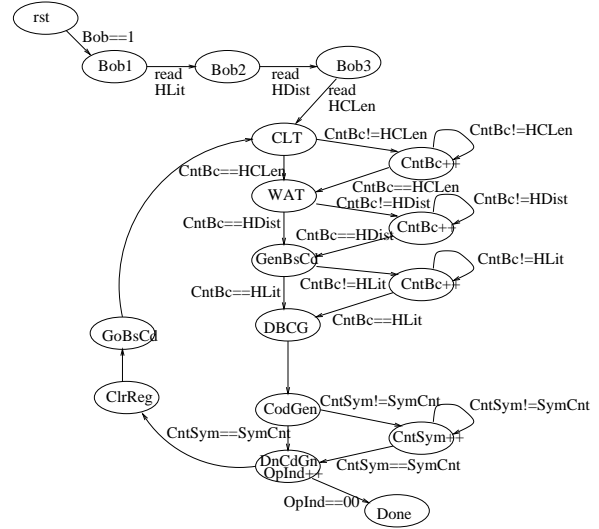 rst
Bob==1
Bob1
read
HLit
Bob2
read
HDist
Bob3
read
HCLen
CLT
CntBc!=HCLen
CntBc!=HCLen
CntBc++
CntBc==HCLen
CntBc==HCLen
WAT
CntBc!=HDist
CntBc!=HDist
CntBc++
CntBc==HDist
CntBc==HDist
GenBsCd
CntBc!=HLit
CntBc!=HLit
CntBc++
CntBc==HLit
CntBc==HLit
DBCG
GoBsCd
ClrReg
CodGen
CntSym!=SymCnt
CntSym!=SymCnt
CntSym++
CntSym==SymCnt
CntSym==SymCnt
DnCdGn
OpInd++
OpInd==00
Done